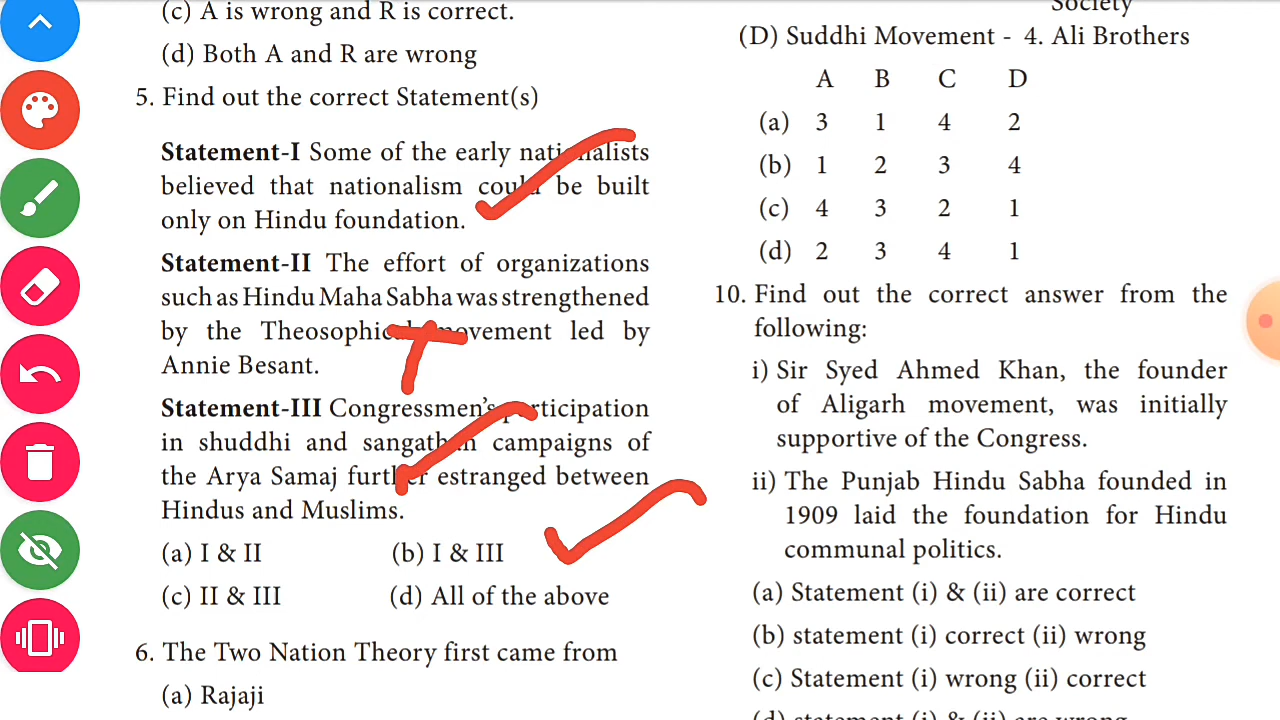 (c) A is wrong and R is correct.
(d) Both A and R are wrong
5. Find out the correct Statement(s)
Statement-I Some of the early nationalists
believed that nationalism could be built
only on Hindu foundation.
Statement-II The effort of organizations
such as Hindu Maha Sabha was strengthened
by the Theosophical movement led by
Annie Besant.
Statement-III Congressmen's participation
in shuddhi and sangathan campaigns of
the Arya Samaj further estranged between
Hindus and Muslims.
(a) I & II (b) I & III
(c) II & III (d) All of the above
6. The Two Nation Theory first came from
(a) Rajaji
Society
(D) Suddhi Movement - 4. Ali Brothers
A B C D
(a) 3 1 4 2
(b) 1 2 3 4
(c) 4 3 2 1
(d) 2 3 4 1
10. Find out the correct answer from the
following:
i) Sir Syed Ahmed Khan, the founder
of Aligarh movement, was initially
supportive of the Congress.
ii) The Punjab Hindu Sabha founded in
1909 laid the foundation for Hindu
communal politics.
(a) Statement (i) & (ii) are correct
(b) statement (i) correct (ii) wrong
(c) Statement (i) wrong (ii) correct
(d) statement (i) & (ii) are wrong